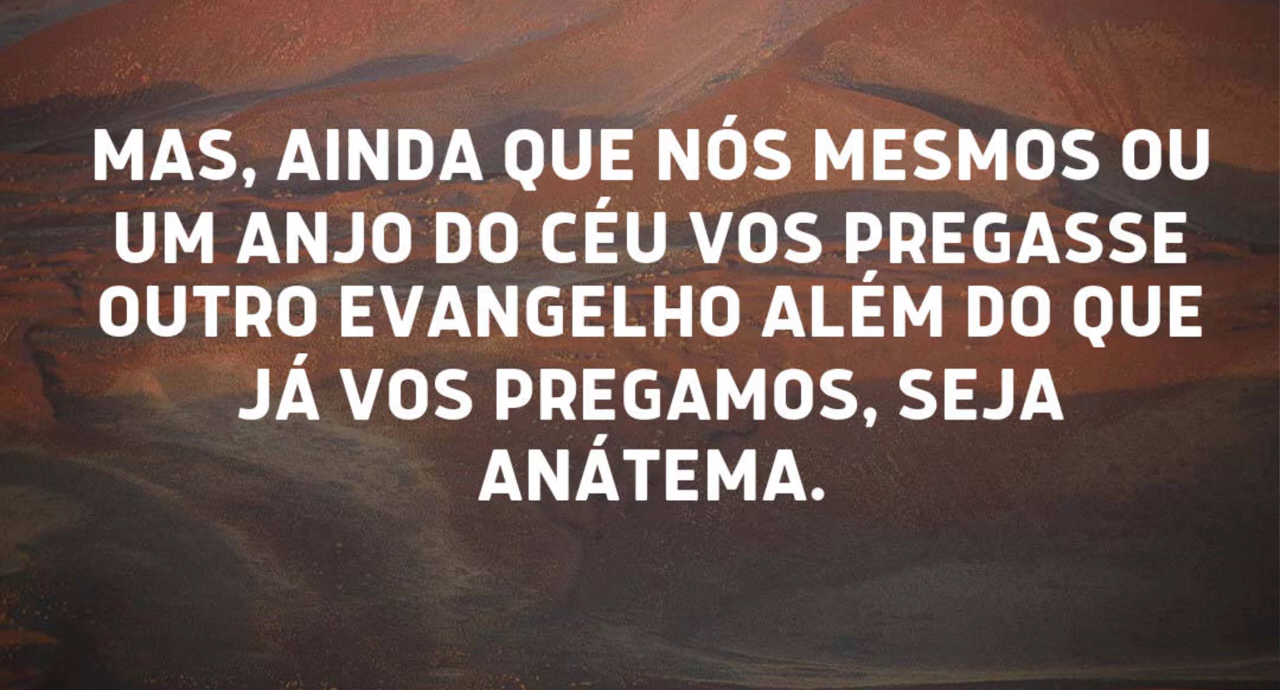 MAS, AINDA QUE NÓS MESMOS OU
UM ANJO DO CÉU VOS PREGASSE
OUTRO EVANGELHO ALÉM DO QUE
JÁ VOS PREGAMOS, SEJA
ANÁTEMA.